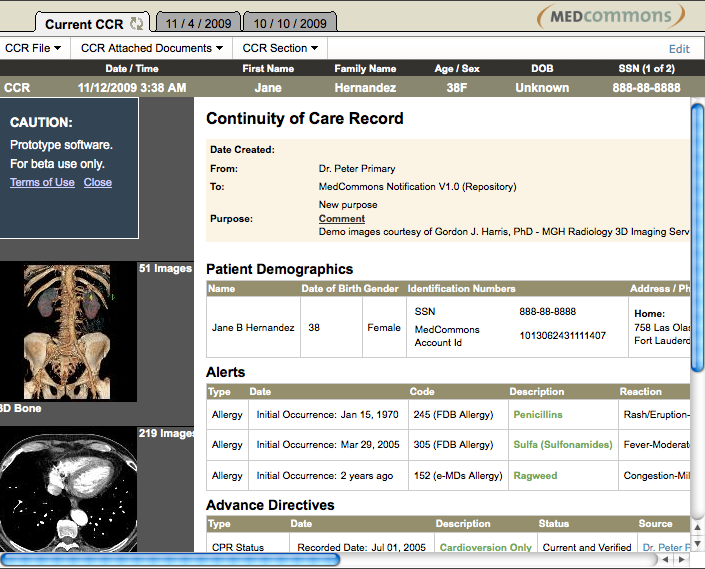 Current CCR 11 / 4 / 2009 10 / 10 / 2009 MEDcommons
CCR File CCR Attached Documents CCR Section Edit
Date / Time First Name Family Name Age / Sex DOB SSN (1 of 2)
CCR 11/12/2009 3:38 AM Jane Hernandez 38F Unknown 888-88-8888
CAUTION:
Prototype software.
For beta use only.
Terms of Use Close
51 Images
3D Bone
219 Images
Continuity of Care Record
Date Created:
From: Dr. Peter Primary
To: MedCommons Notification V1.0 (Repository)
New purpose
Purpose: Comment
Demo images courtesy of Gordon J. Harris, PhD - MGH Radiology 3D Imaging Serv
Patient Demographics
Name Date of Birth Gender Identification Numbers Address / Ph
SSN 888-88-8888
Home:
Jane B Hernandez 38 Female MedCommons Account Id 1013062431111407 758 Las Olas
Fort Lauderd
Alerts
Type Date Code Description Reaction
Allergy Initial Occurrence: Jan 15, 1970 245 (FDB Allergy) Penicillins Rash/Eruption-
Allergy Initial Occurrence: Mar 29, 2005 305 (FDB Allergy) Sulfa (Sulfonamides) Fever-Moderat
Allergy Initial Occurrence: 2 years ago 152 (e-MDs Allergy) Ragweed Congestion-Mil
Advance Directives
Type Date Description Status Source
CPR Status Recorded Date: Jul 01, 2005 Cardioversion Only Current and Verified Dr. Peter P